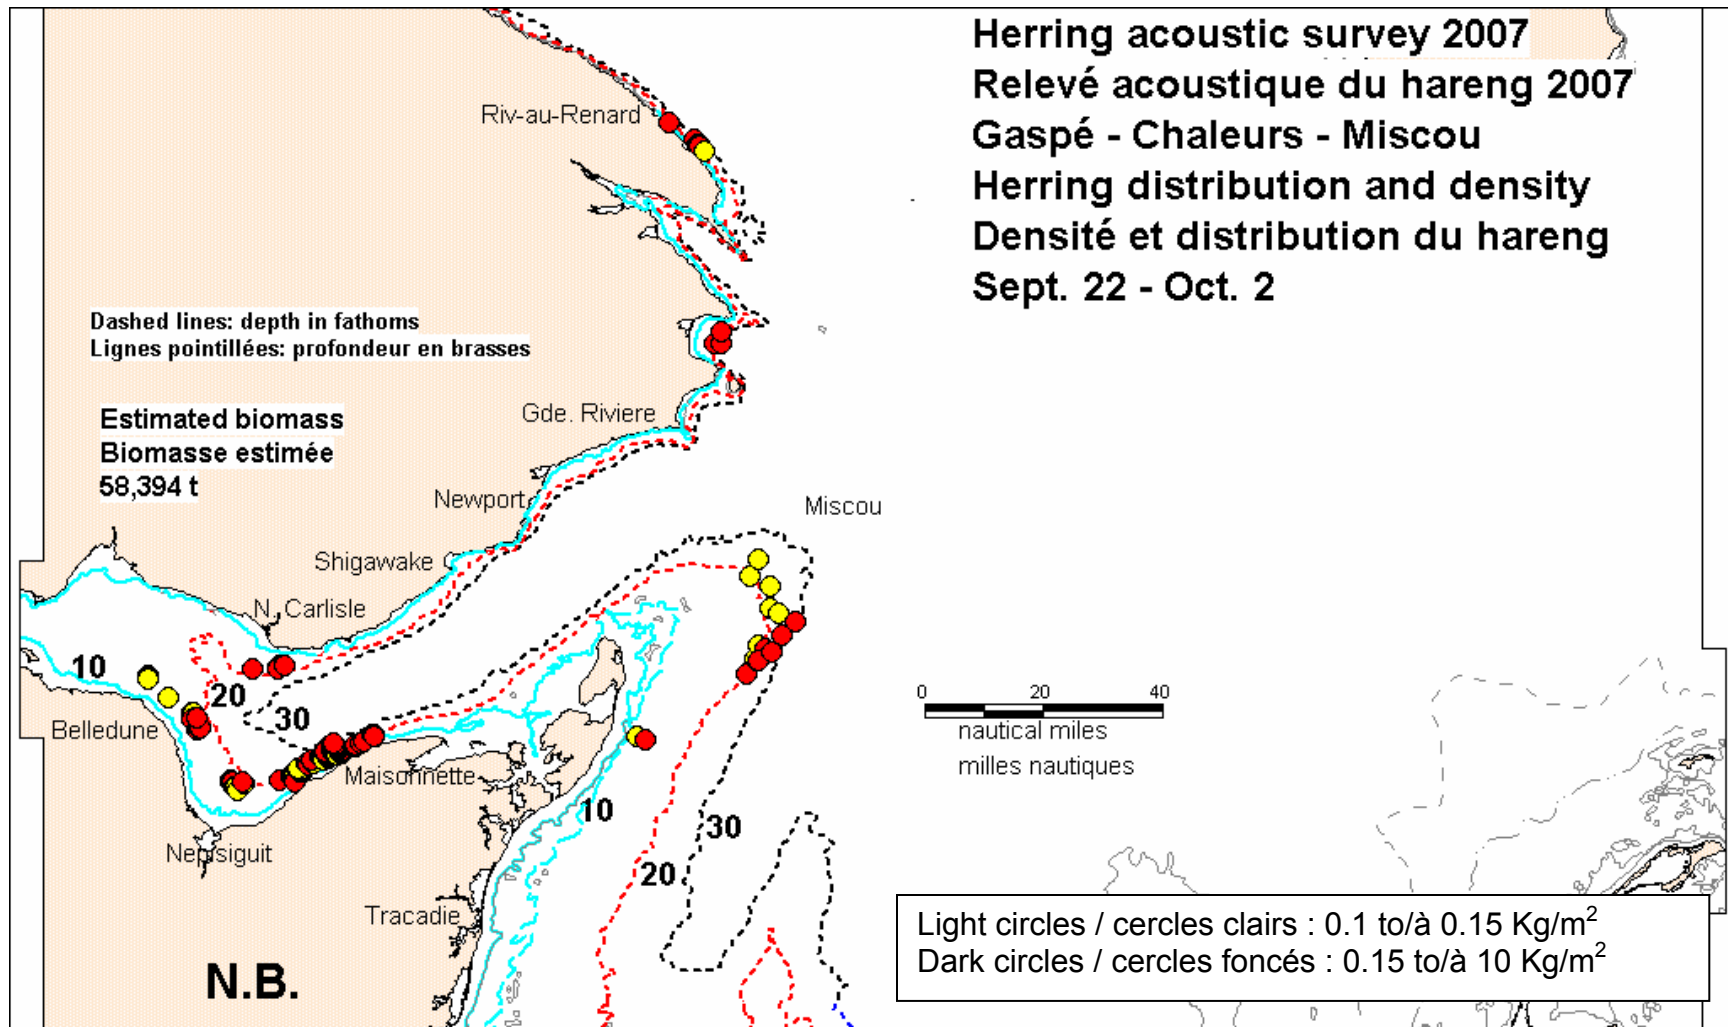 Herring acoustic survey 2007
Relevé acoustique du hareng 2007
Gaspé - Chaleurs - Miscou
Herring distribution and density
Densité et distribution du hareng
Sept. 22 - Oct. 2
Riv-au-Renard
Dashed lines: depth in fathoms
Lignes pointillées: profondeur en brasses
Estimated biomass
Biomasse estimée
58,394 t
Gde. Riviere
Newport
Miscou
Shigawake
N. Carlisle
10
20
30
Belledune
0 20 40
nautical miles
milles nautiques
Maisonnette
10
30
Nepisiguit
20
Tracadie
N.B.
Light circles / cercles clairs : 0.1 to/à 0.15 Kg/m²
Dark circles / cercles foncés : 0.15 to/à 10 Kg/m²